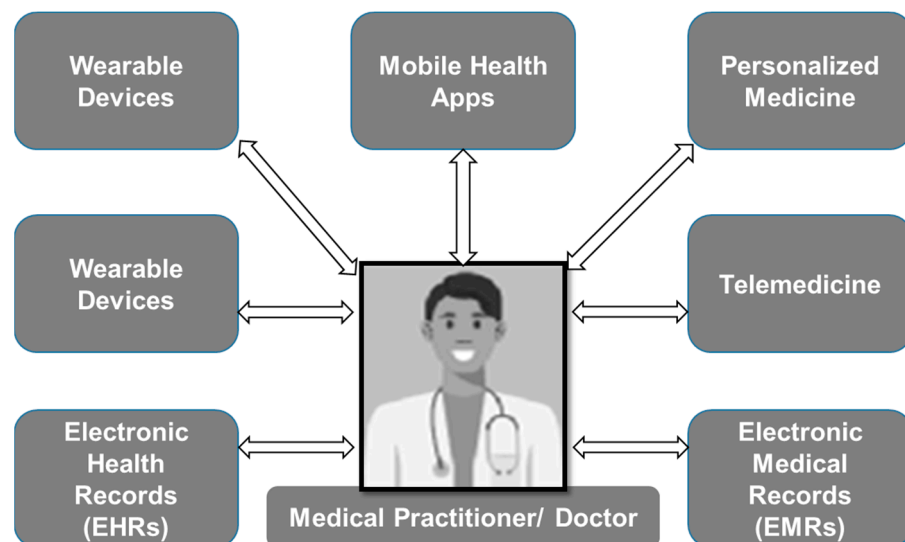 Wearable
Devices
Mobile Health
Apps
Personalized
Medicine
Wearable
Devices
Telemedicine
Electronic
Health
Records
(EHRs)
Medical Practitioner/ Doctor
Electronic
Medical
Records
(EMRs)